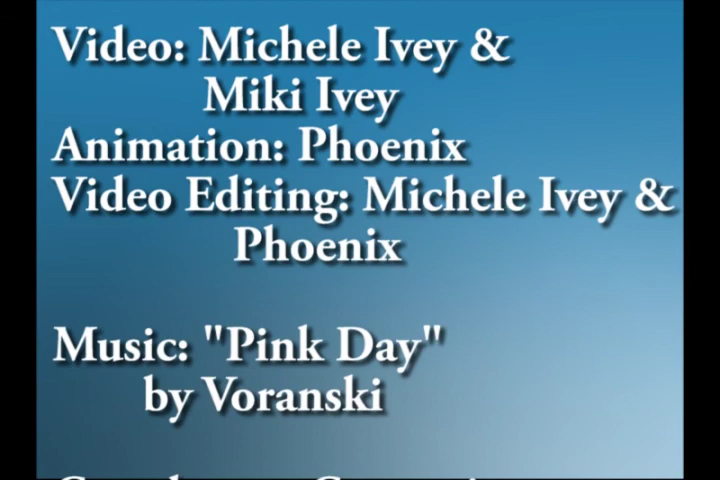 Video: Michele Ivey &
Miki Ivey
Animation: Phoenix
Video Editing: Michele Ivey &
Phoenix
Music: "Pink Day"
by Voranski